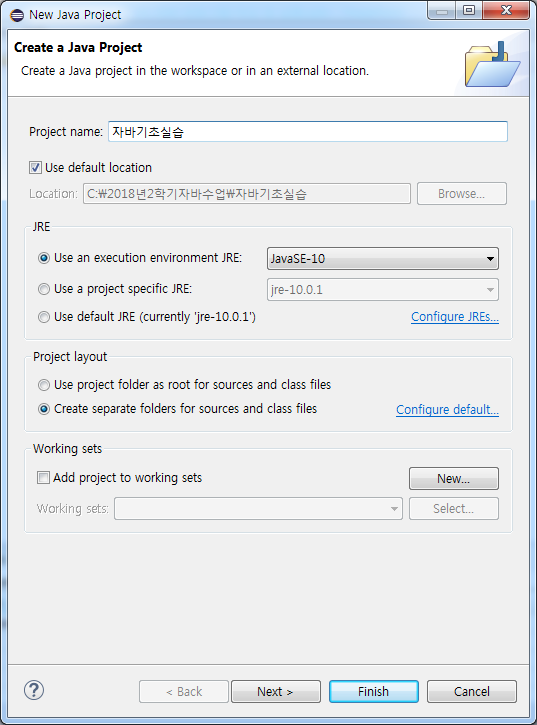 New Java Project
Create a Java Project
Create a Java project in the workspace or in an external location.
Project name: 자바기초실습
Use default location
Location: C:₩2018년2학기자바수업₩자바기초실습 Browse...
JRE
Use an execution environment JRE: JavaSE-10
Use a project specific JRE: jre-10.0.1
Use default JRE (currently 'jre-10.0.1') Configure JREs...
Project layout
Use project folder as root for sources and class files
Create separate folders for sources and class files Configure default...
Working sets
Add project to working sets New...
Working sets: Select...
? < Back Next > Finish Cancel